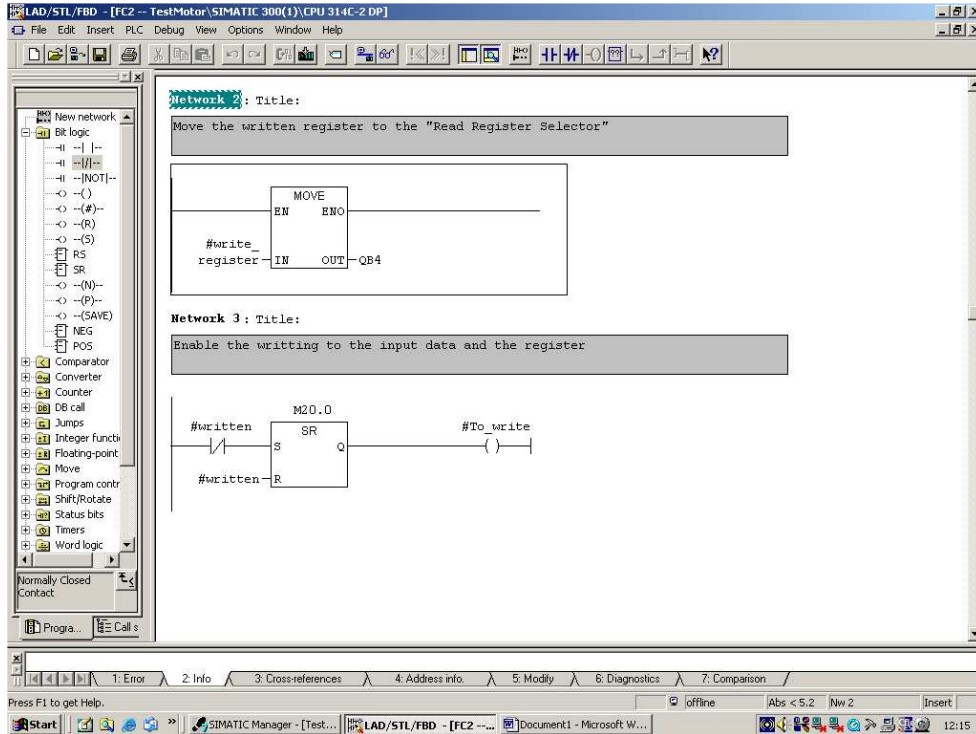 LAD/STL/FBD - [FC2 -- TestMotor\SIMATIC 300(1)\CPU 314C-2 DP]
File Edit Insert PLC Debug View Options Window Help
New network
Bit logic
--| |--
--|/|--
--|NOT|--
--( )
--(#)--
--(R)
--(S)
RS
SR
--(N)--
--(P)--
--(SAVE)
NEG
POS
Comparator
Converter
Counter
DB call
Jumps
Integer functi
Floating-point
Move
Program contr
Shift/Rotate
Status bits
Timers
Word logic
Normally Closed
Contact
Progra... Call s
Network 2: Title:
Move the written register to the "Read Register Selector"
MOVE
EN ENO
#write_
register IN OUT QB4
Network 3: Title:
Enable the writting to the input data and the register
M20.0
#written SR #To_write
S Q
#written R
1: Error 2: Info 3: Cross-references 4: Address info. 5: Modify 6: Diagnostics 7: Comparison
Press F1 to get Help. offline Abs < 5.2 Nw 2 Insert
Start » SIMATIC Manager - [Test... LAD/STL/FBD - [FC2 --... Document1 - Microsoft W... 12:15